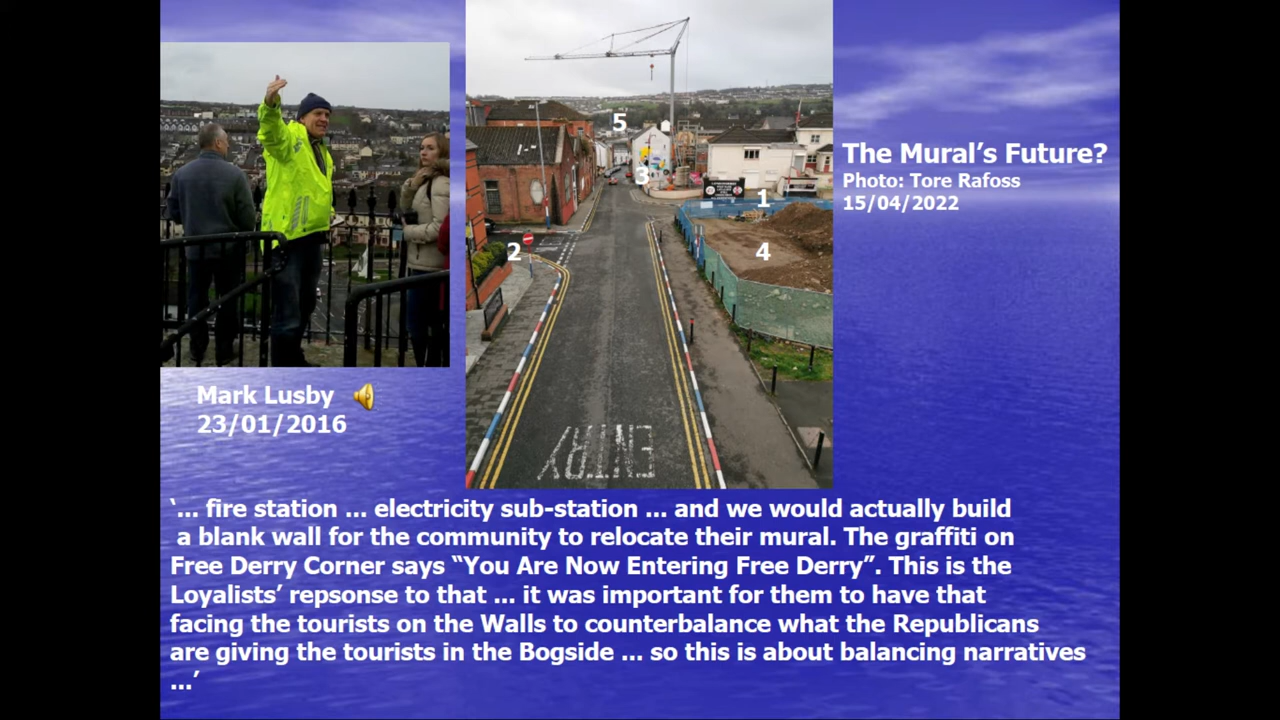 5
3
1
2
4
ENTRY
The Mural’s Future?
Photo: Tore Rafoss
15/04/2022
Mark Lusby
23/01/2016
‘... fire station ... electricity sub-station ... and we would actually build
a blank wall for the community to relocate their mural. The graffiti on
Free Derry Corner says “You Are Now Entering Free Derry”. This is the
Loyalists’ repsonse to that ... it was important for them to have that
facing the tourists on the Walls to counterbalance what the Republicans
are giving the tourists in the Bogside ... so this is about balancing narratives
...’